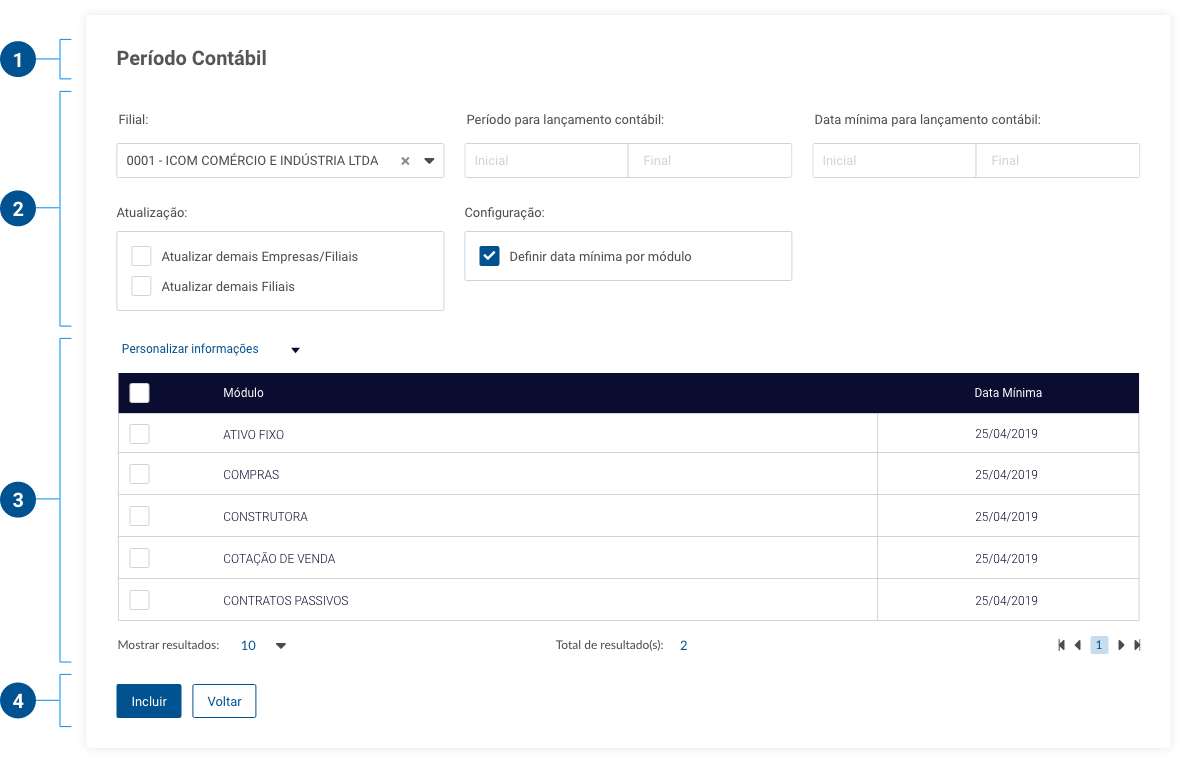 1
Período Contábil
2
Filial: Período para lançamento contábil: Data mínima para lançamento contábil:
0001 - ICOM COMÉRCIO E INDÚSTRIA LTDA Inicial Final Inicial Final
Atualização: Configuração:
Atualizar demais Empresas/Filiais Definir data mínima por módulo
Atualizar demais Filiais
3
Personalizar informações
Módulo Data Mínima
ATIVO FIXO 25/04/2019
COMPRAS 25/04/2019
CONSTRUTORA 25/04/2019
COTAÇÃO DE VENDA 25/04/2019
CONTRATOS PASSIVOS 25/04/2019
Mostrar resultados: 10 Total de resultado(s): 2 1
4
Incluir Voltar